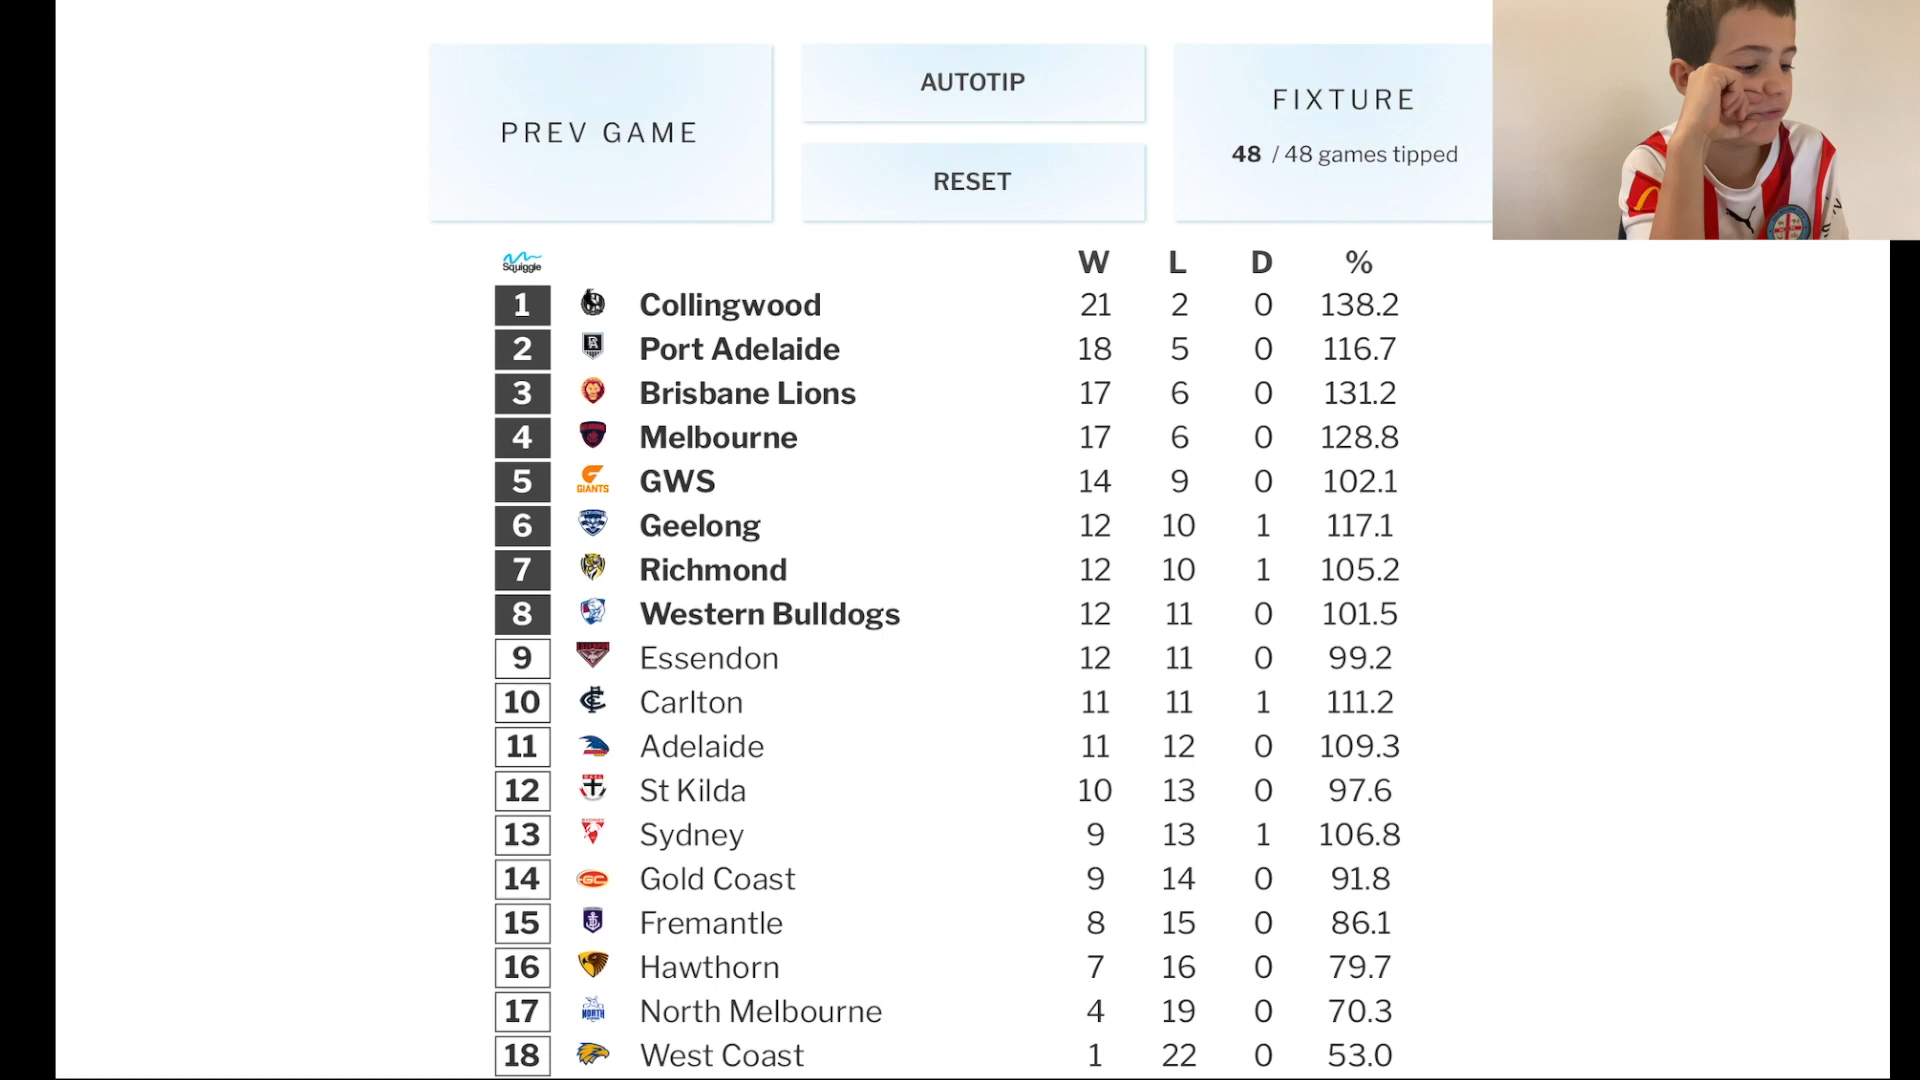 PREV GAME
AUTOTIP
RESET
FIXTURE
48 / 48 games tipped
Squiggle W L D %
1 Collingwood 21 2 0 138.2
2 Port Adelaide 18 5 0 116.7
3 Brisbane Lions 17 6 0 131.2
4 Melbourne 17 6 0 128.8
5 GIANTS GWS 14 9 0 102.1
6 Geelong 12 10 1 117.1
7 Richmond 12 10 1 105.2
8 Western Bulldogs 12 11 0 101.5
9 Essendon 12 11 0 99.2
10 Carlton 11 11 1 111.2
11 Adelaide 11 12 0 109.3
12 St Kilda 10 13 0 97.6
13 Sydney 9 13 1 106.8
14 GC Gold Coast 9 14 0 91.8
15 Fremantle 8 15 0 86.1
16 Hawthorn 7 16 0 79.7
17 NORTH North Melbourne 4 19 0 70.3
18 West Coast 1 22 0 53.0